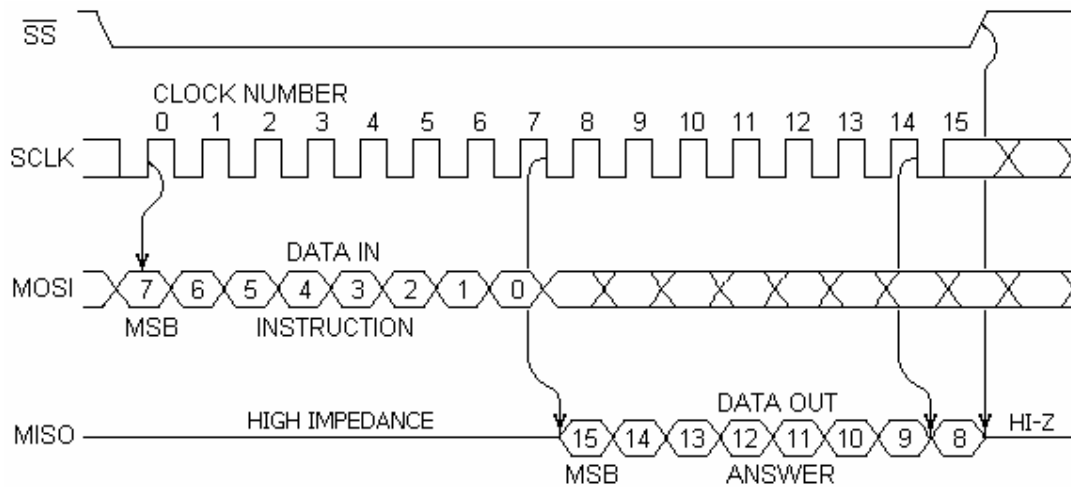 SS
CLOCK NUMBER
0 1 2 3 4 5 6 7 8 9 10 11 12 13 14 15
SCLK
DATA IN
MOSI 7 6 5 4 3 2 1 0
MSB INSTRUCTION
DATA OUT
HIGH IMPEDANCE HI-Z
MISO 15 14 13 12 11 10 9 8
MSB ANSWER